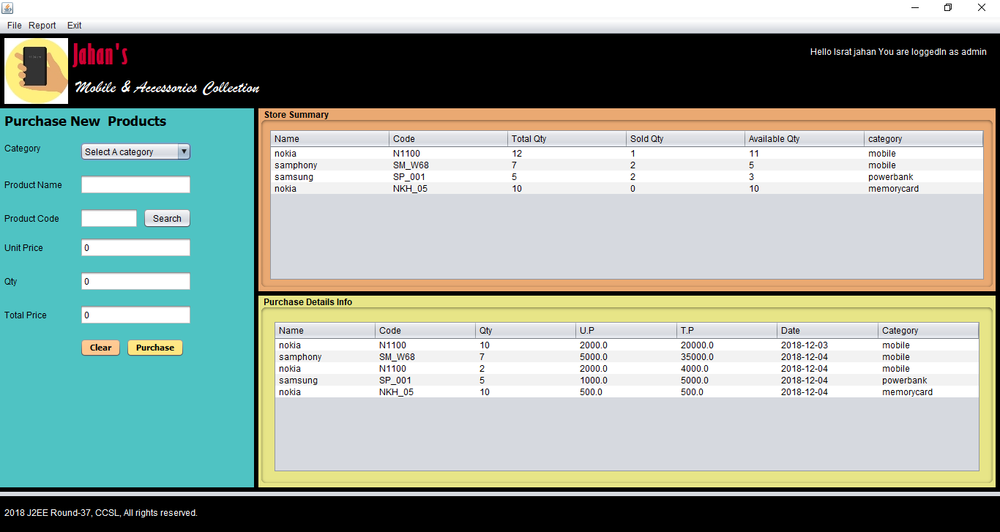 File Report Exit
Jahan's
Mobile & Accessories Collection
Hello Israt jahan You are loggedIn as admin
Purchase New Products
Category Select A category
Product Name
Product Code Search
Unit Price 0
Qty 0
Total Price 0
Clear Purchase
Store Summary
Name Code Total Qty Sold Qty Available Qty category
nokia N1100 12 1 11 mobile
samphony SM_W68 7 2 5 mobile
samsung SP_001 5 2 3 powerbank
nokia NKH_05 10 0 10 memorycard
Purchase Details Info
Name Code Qty U.P T.P Date Category
nokia N1100 10 2000.0 20000.0 2018-12-03 mobile
samphony SM_W68 7 5000.0 35000.0 2018-12-04 mobile
nokia N1100 2 2000.0 4000.0 2018-12-04 mobile
samsung SP_001 5 1000.0 5000.0 2018-12-04 powerbank
nokia NKH_05 10 500.0 500.0 2018-12-04 memorycard
2018 J2EE Round-37, CCSL, All rights reserved.